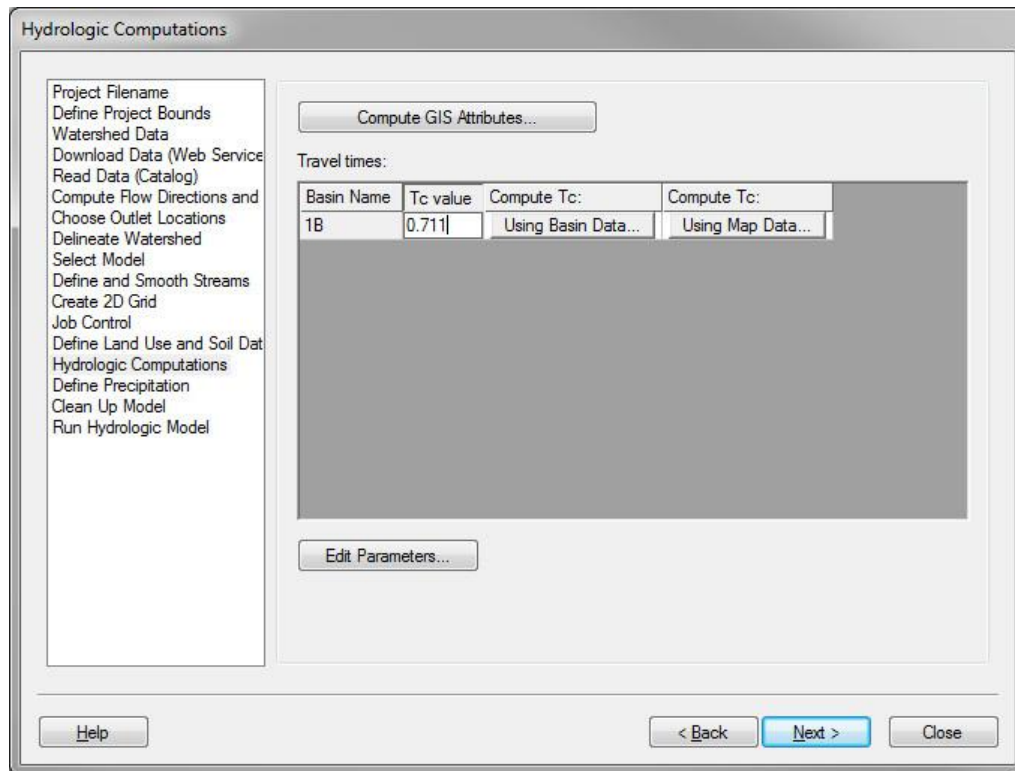 Hydrologic Computations
Project Filename
Define Project Bounds
Watershed Data
Download Data (Web Service
Read Data (Catalog)
Compute Flow Directions and
Choose Outlet Locations
Delineate Watershed
Select Model
Define and Smooth Streams
Create 2D Grid
Job Control
Define Land Use and Soil Dat
Hydrologic Computations
Define Precipitation
Clean Up Model
Run Hydrologic Model
Compute GIS Attributes...
Travel times:
Basin Name Tc value Compute Tc: Compute Tc:
1B 0.711 Using Basin Data... Using Map Data...
Edit Parameters...
Help < Back Next > Close